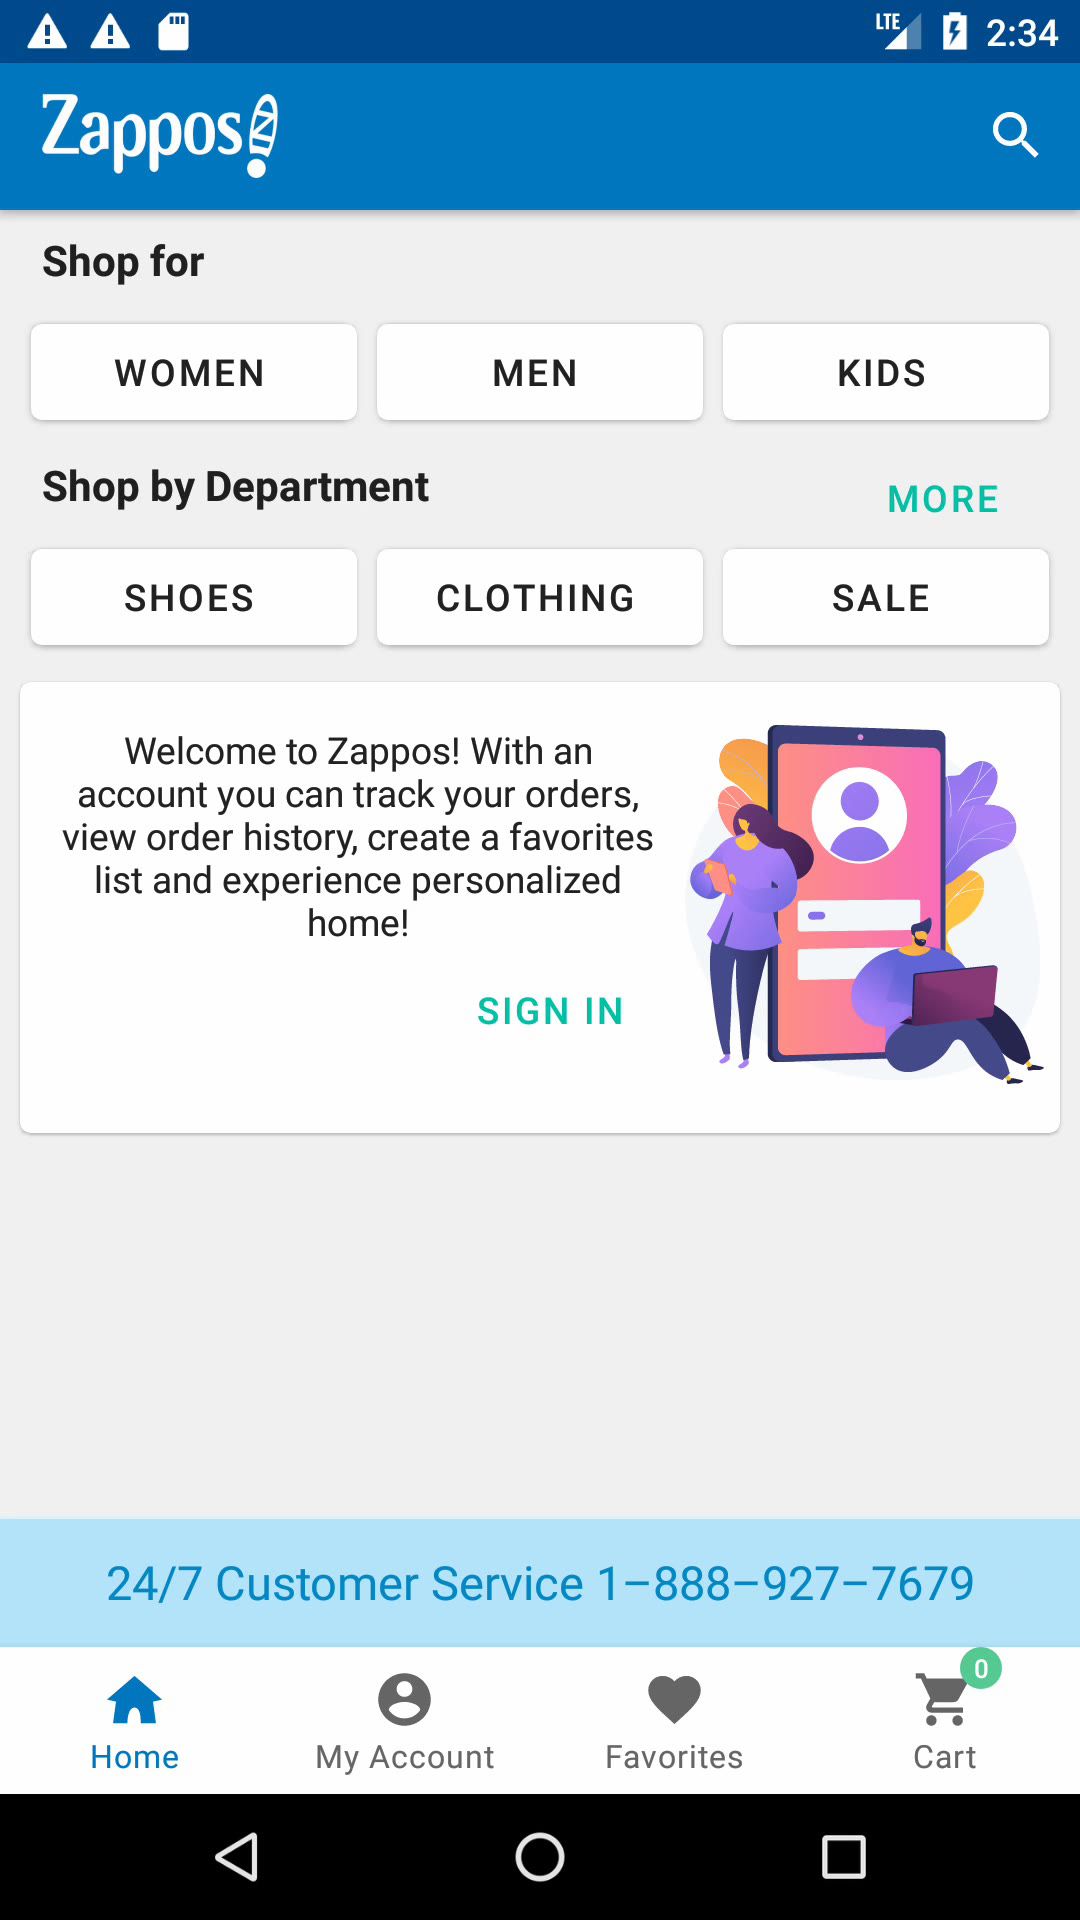 LTE 2:34
Zappos!
Shop for
WOMEN MEN KIDS
Shop by Department
MORE
SHOES CLOTHING SALE
Welcome to Zappos! With an
account you can track your orders,
view order history, create a favorites
list and experience personalized
home!
SIGN IN
24/7 Customer Service 1–888–927–7679
0
Home My Account Favorites Cart